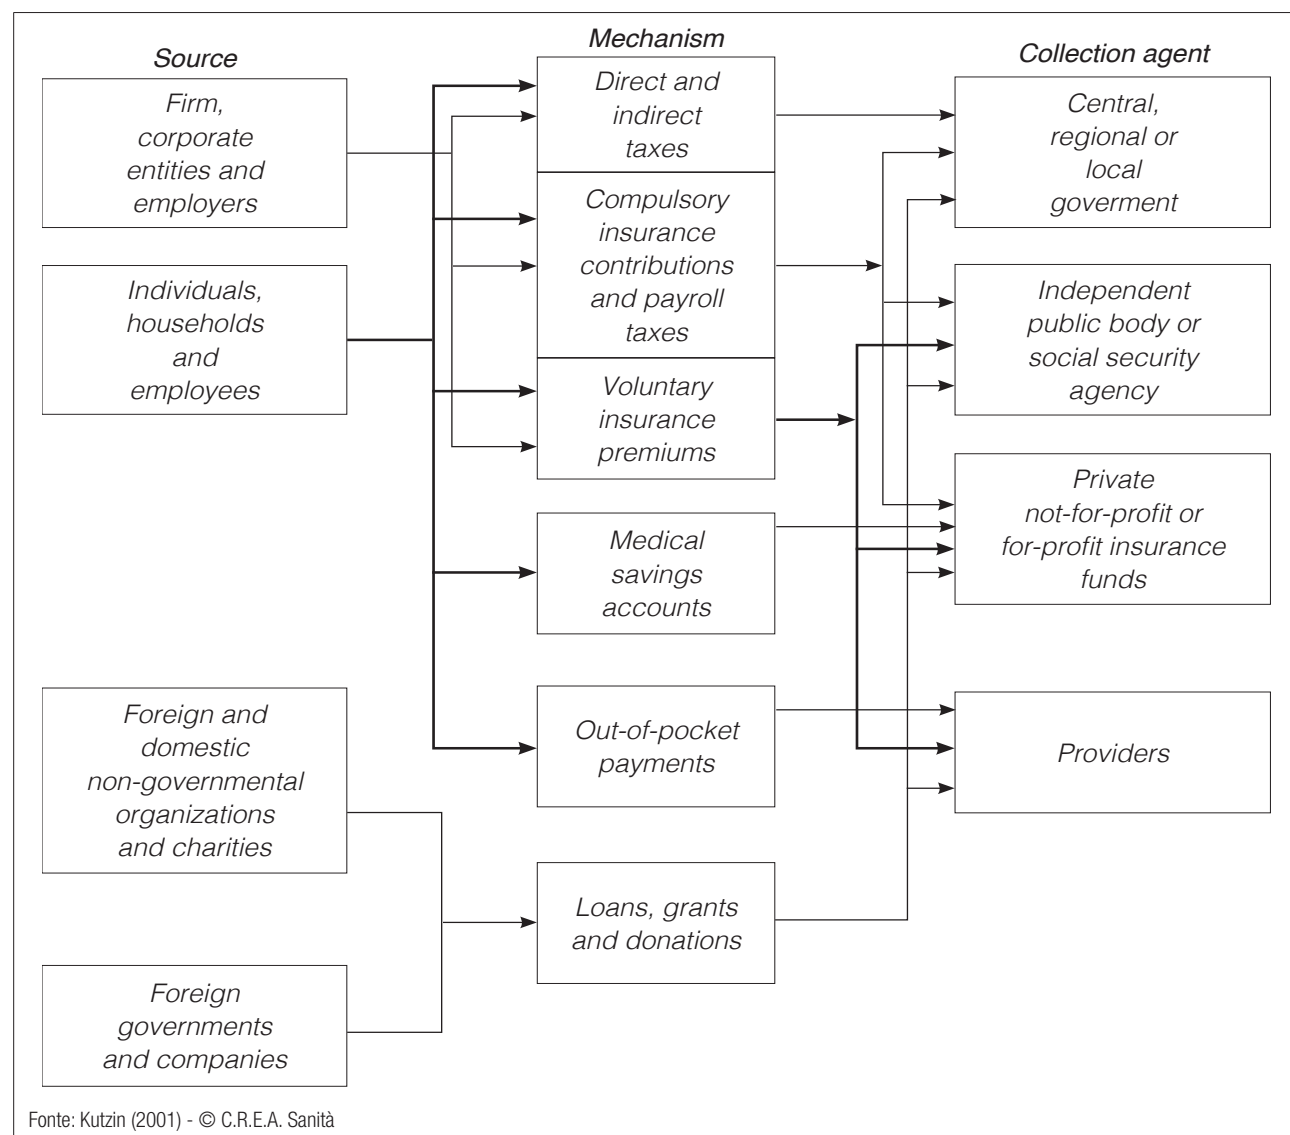 Source
Firm,
corporate
entities and
employers
Individuals,
households
and
employees
Foreign and
domestic
non-governmental
organizations
and charities
Foreign
governments
and companies
Mechanism
Direct and
indirect
taxes
Compulsory
insurance
contributions
and payroll
taxes
Voluntary
insurance
premiums
Medical
savings
accounts
Out-of-pocket
payments
Loans, grants
and donations
Collection agent
Central,
regional or
local
goverment
Independent
public body or
social security
agency
Private
not-for-profit or
for-profit insurance
funds
Providers
Fonte: Kutzin (2001) - © C.R.E.A. Sanità